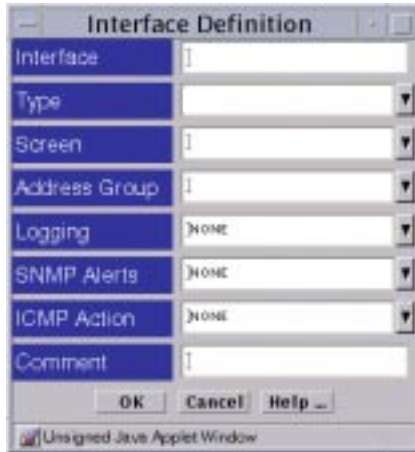 Interface Definition
Interface
Type
Screen
Address Group
Logging NONE
SNMP Alerts NONE
ICMP Action NONE
Comment
OK Cancel Help ...
Unsigned Java Applet Window